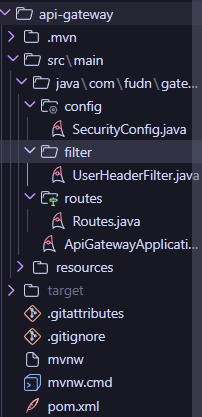 api-gateway
.mvn
src\main
java\com\fudn\gate...
config
SecurityConfig.java
filter
UserHeaderFilter.java
routes
Routes.java
ApiGatewayApplicati...
resources
target
.gitattributes
.gitignore
mvnw
mvnw.cmd
pom.xml